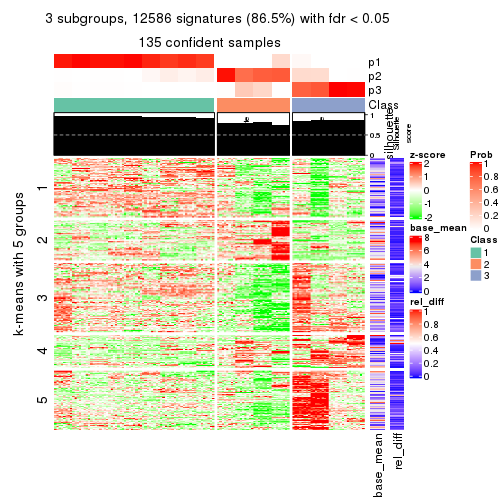 3 subgroups, 12586 signatures (86.5%) with fdr < 0.05
135 confident samples
p1
p2
p3
Class
1
0.5
0
silhouette
Silhouette
score
k-means with 5 groups
1
2
3
4
5
base_mean
rel_diff
z-score
2
1
0
-1
-2
base_mean
8
6
4
2
0
rel_diff
1
0.8
0.6
0.4
0.2
0
Prob
1
0.8
0.6
0.4
0.2
0
Class
1
2
3